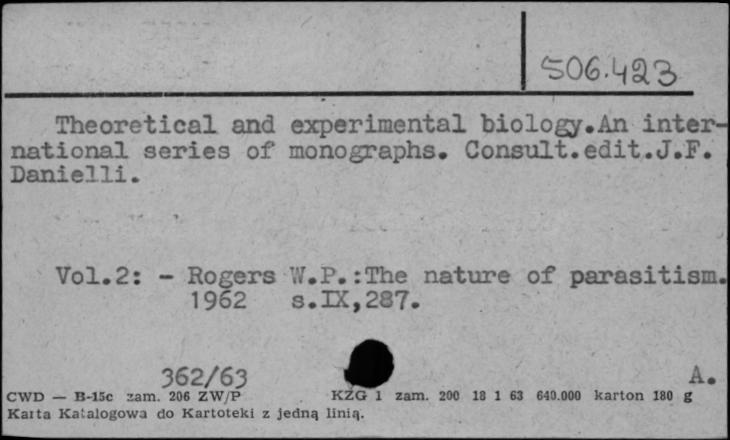 506.423
Theoretical and experimental biology.An inter-
national series of monographs. Consult.edit.J.F.
Danielli.
Vol.2: - Rogers W.P.:The nature of parasitism.
1962 s.IX,287.
362/63 A.
CWD — B-15c zam. 206 ZW/P KZG 1 zam. 200 18 1 63 640.000 karton 180 g
Karta Katalogowa do Kartoteki z jedną linią.